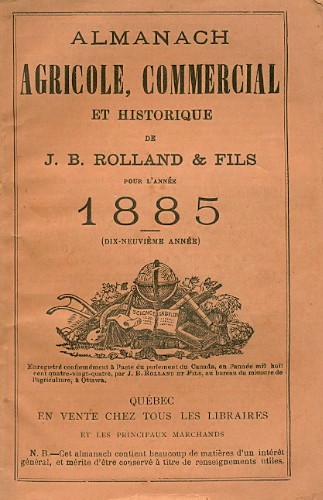 ALMANACH
AGRICOLE, COMMERCIAL
ET HISTORIQUE
DE
J. B. ROLLAND & FILS
POUR L'ANNÉE
1885
(DIX-NEUVIÈME ANNÉE)
SCIENCE LABEUR
Enregistré conformément à l'acte du parlement du Canada, en l'année mil huit
cent quatre-vingt-quatre, par J. B. ROLLAND ET FILS, au bureau du ministre de
l'agriculture, à Ottawa.
QUÉBEC
EN VENTE CHEZ TOUS LES LIBRAIRES
ET LES PRINCIPAUX MARCHANDS
N. B.—Cet almanach contient beaucoup de matières d'un intérêt
général, et mérite d'être conservé à titre de renseignements utiles.